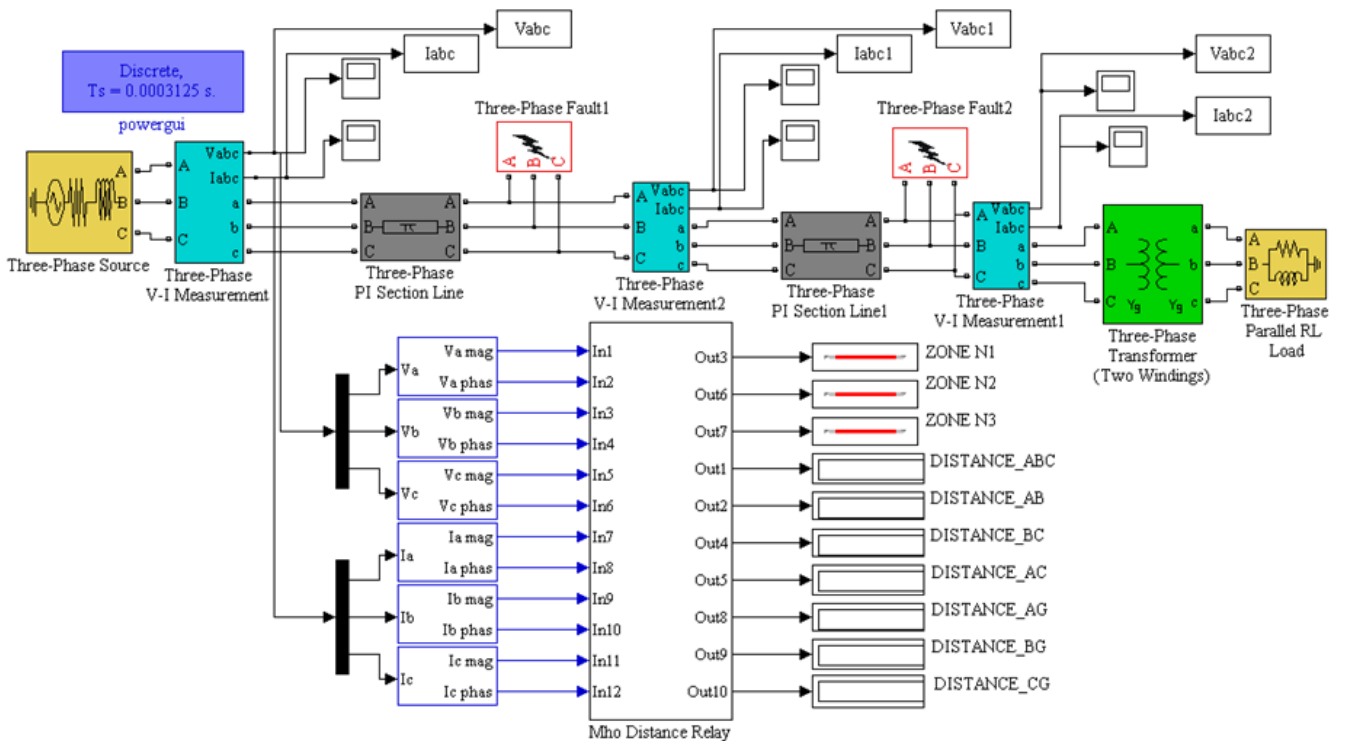 Vabc
Iabc
Vabc1
Iabc1
Vabc2
Iabc2
Discrete,
Ts = 0.0003125 s.
powergui
Three-Phase Fault1
A B C
Three-Phase Fault2
A B C
A
B
C
Three-Phase Source
A
B
C
Vabc
Iabc
a
b
c
Three-Phase
V-I Measurement
A A
B B
C C
Three-Phase
PI Section Line
A
B
C
Vabc
Iabc
a
b
c
Three-Phase
V-I Measurement2
A A
B B
C C
Three-Phase
PI Section Line1
A
B
C
Vabc
Iabc
a
b
c
Three-Phase
V-I Measurement1
A a
B b
C c
Yg Yg
Three-Phase
Transformer
(Two Windings)
A
B
C
Three-Phase
Parallel RL
Load
Va
Va mag
Va phas
Vb
Vb mag
Vb phas
Vc
Vc mag
Vc phas
Ia
Ia mag
Ia phas
Ib
Ib mag
Ib phas
Ic
Ic mag
Ic phas
In1
In2
In3
In4
In5
In6
In7
In8
In9
In10
In11
In12
Out3
Out6
Out7
Out1
Out2
Out4
Out5
Out8
Out9
Out10
Mho Distance Relay
ZONE N1
ZONE N2
ZONE N3
DISTANCE_ABC
DISTANCE_AB
DISTANCE_BC
DISTANCE_AC
DISTANCE_AG
DISTANCE_BG
DISTANCE_CG